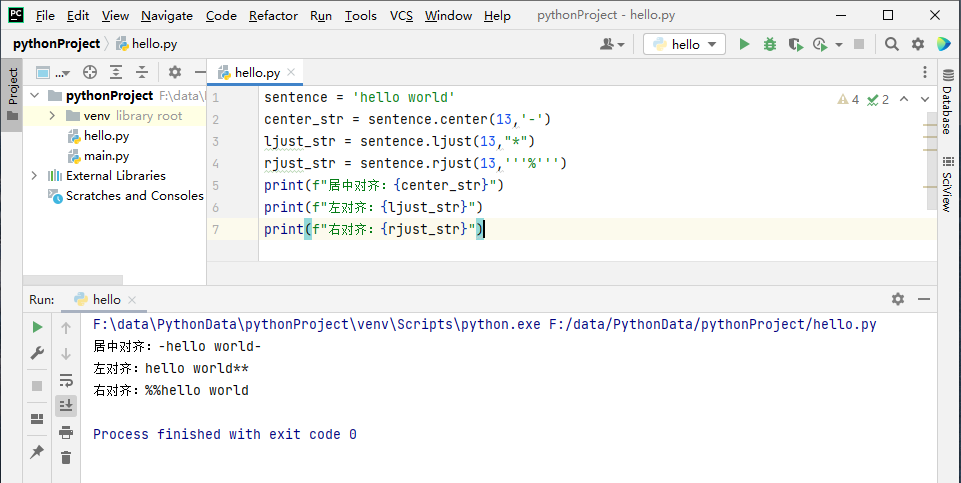 PC File Edit View Navigate Code Refactor Run Tools VCS Window Help pythonProject - hello.py
pythonProject hello.py hello
Project
... hello.py
pythonProject F:\data\
venv library root
hello.py
main.py
External Libraries
Scratches and Consoles
1 sentence = 'hello world'
2 center_str = sentence.center(13,'-')
3 ljust_str = sentence.ljust(13,"*")
4 rjust_str = sentence.rjust(13,'''%''')
5 print(f"居中对齐：{center_str}")
6 print(f"左对齐：{ljust_str}")
7 print(f"右对齐：{rjust_str}")
4 2
Database
SciView
Run: hello
F:\data\PythonData\pythonProject\venv\Scripts\python.exe F:/data/PythonData/pythonProject/hello.py
居中对齐：-hello world-
左对齐：hello world**
右对齐：%%hello world
Process finished with exit code 0